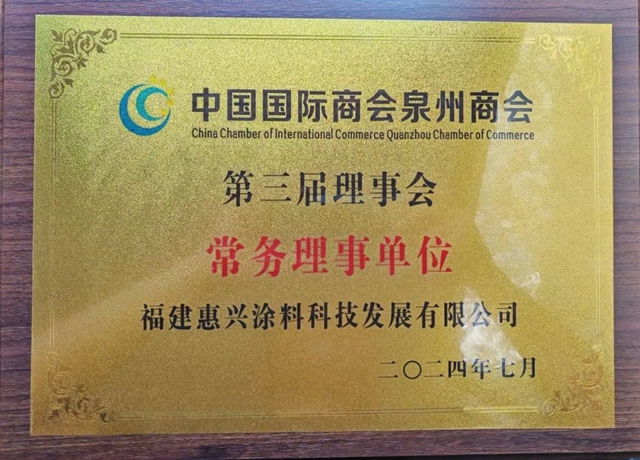 中国国际商会泉州商会
China Chamber of International Commerce Quanzhou Chamber of Commerce
第三届理事会
常务理事单位
福建惠兴涂料科技发展有限公司
二〇二四年七月